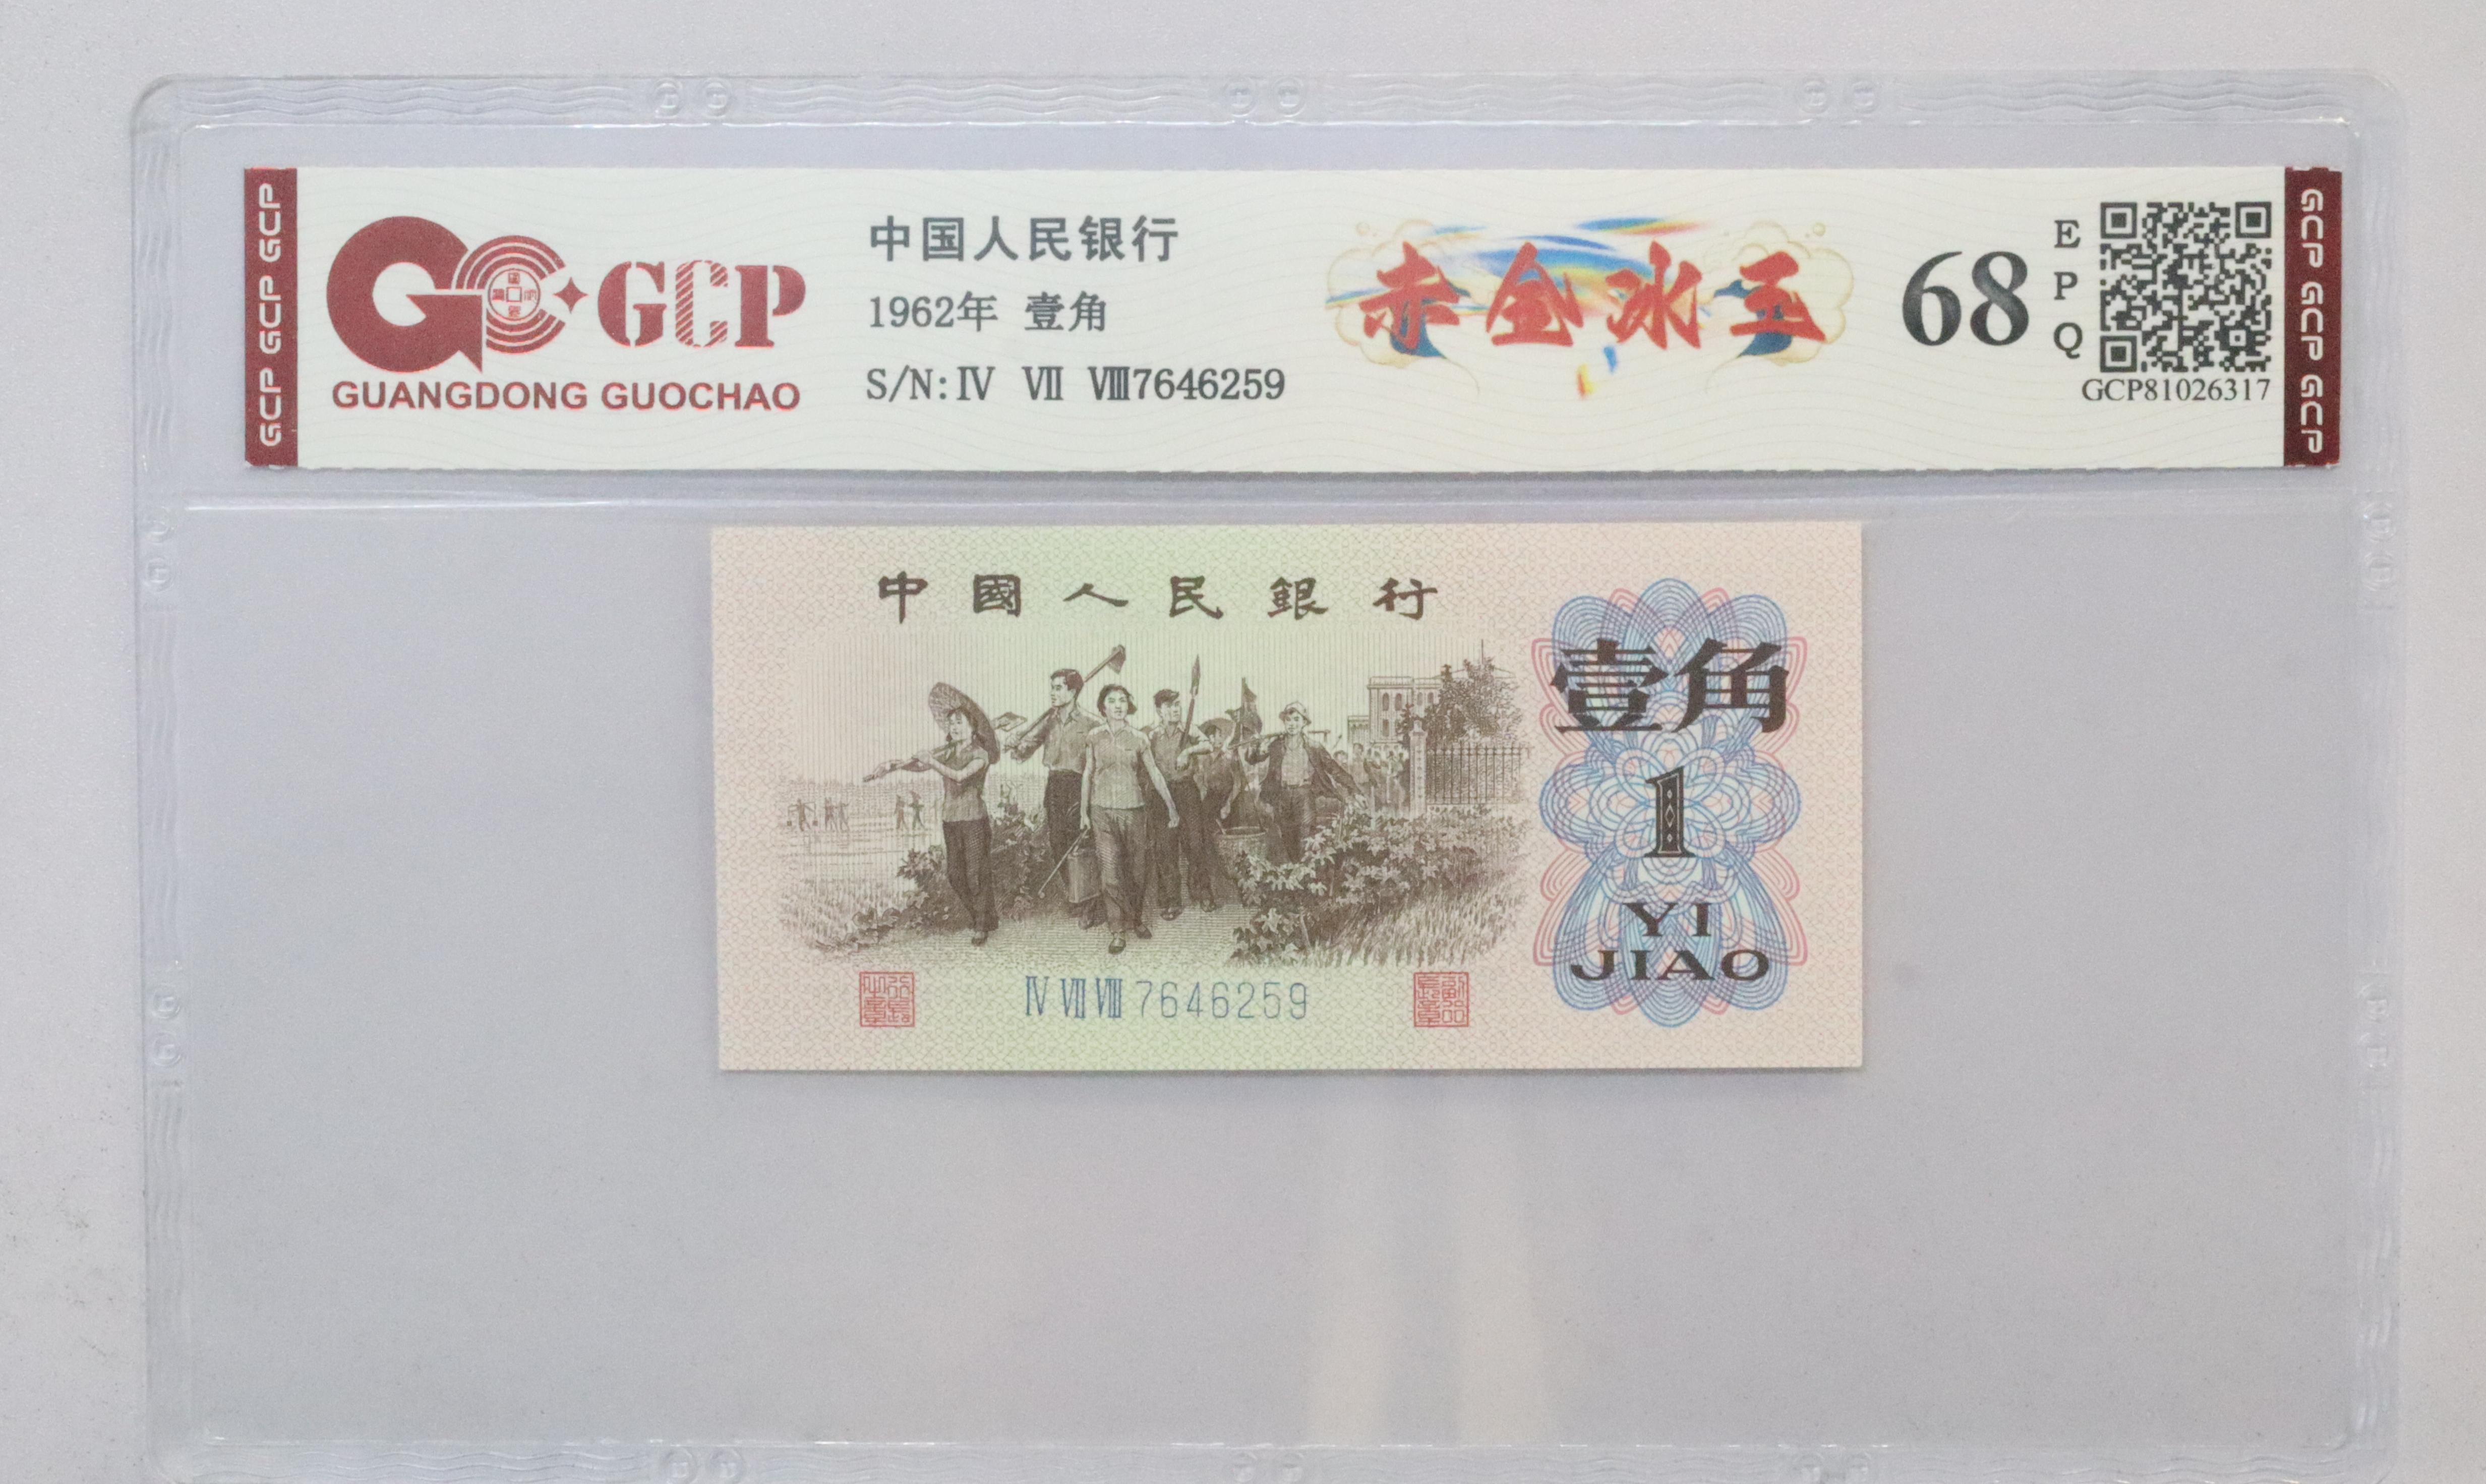 GCP GCP GCP
GCP
GUANGDONG GUOCHAO
中国人民银行
1962年 壹角
S/N:Ⅳ Ⅶ Ⅷ7646259
赤金冰玉
68
EPQ
GCP81026317
GCP GCP GCP
中國人民銀行
壹角
1
YI
JIAO
Ⅳ Ⅶ Ⅷ 7646259